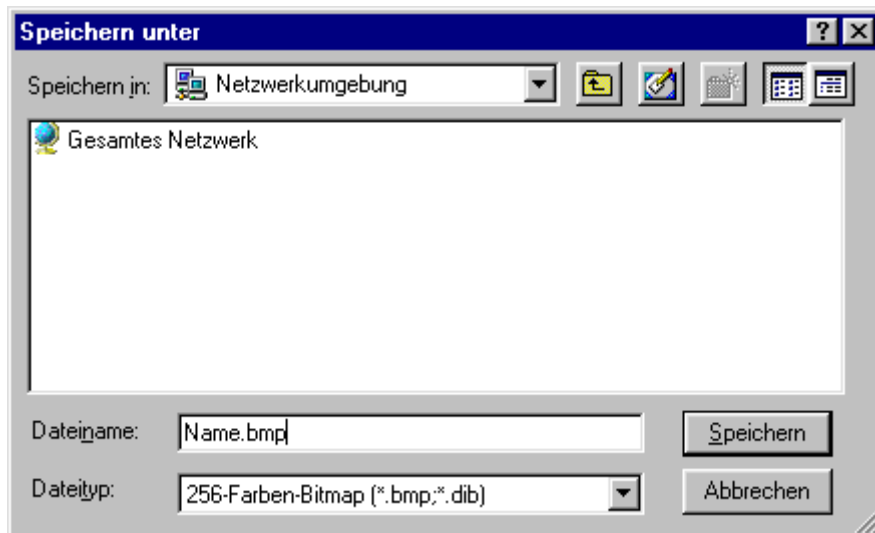 Speichern unter
Speichern in: Netzwerkumgebung
Gesamtes Netzwerk
Dateiname: Name.bmp Speichern
Dateityp: 256-Farben-Bitmap (*.bmp;*.dib) Abbrechen